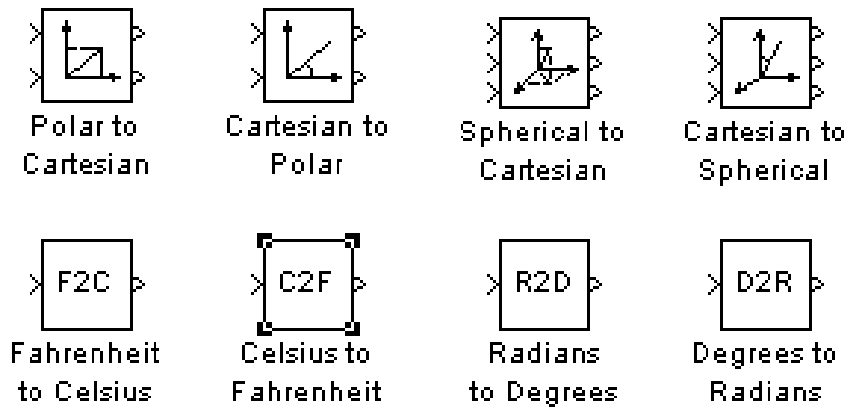 Polar to
Cartesian
Cartesian to
Polar
Spherical to
Cartesian
Cartesian to
Spherical
F2C
Fahrenheit
to Celsius
C2F
Celsius to
Fahrenheit
R2D
Radians
to Degrees
D2R
Degrees to
Radians